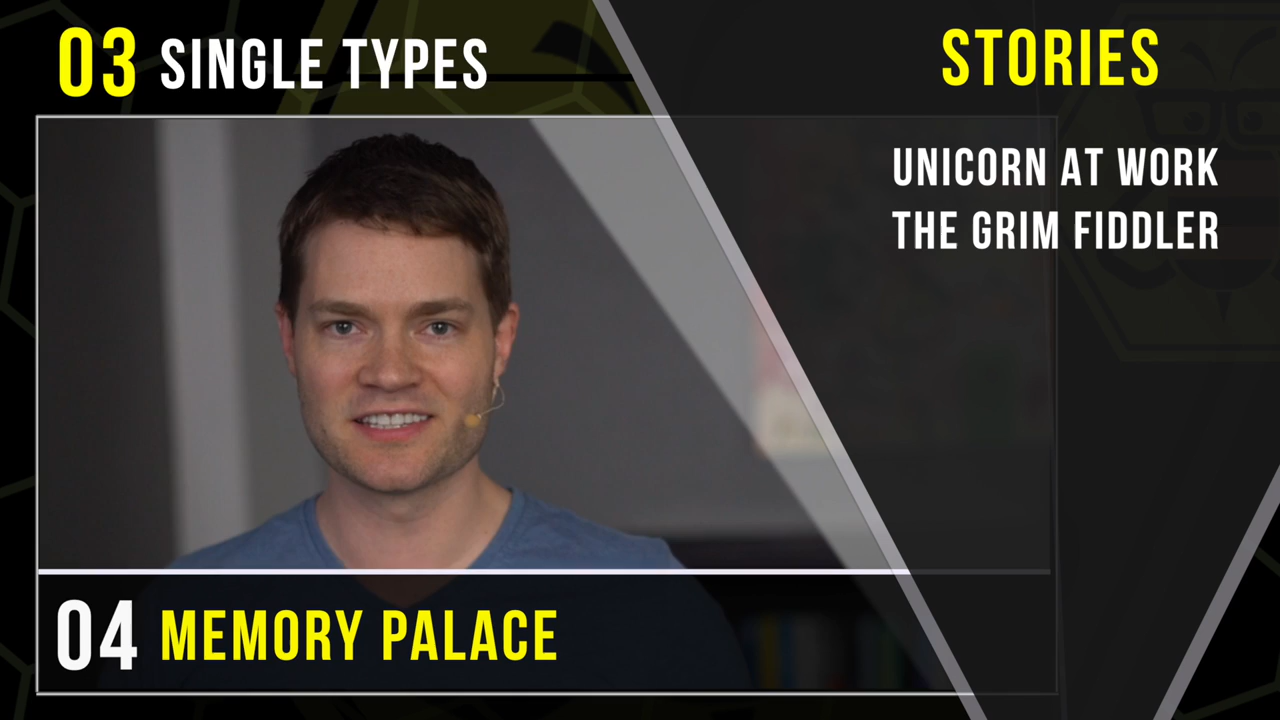 03 SINGLE TYPES
STORIES
UNICORN AT WORK
THE GRIM FIDDLER
04 MEMORY PALACE